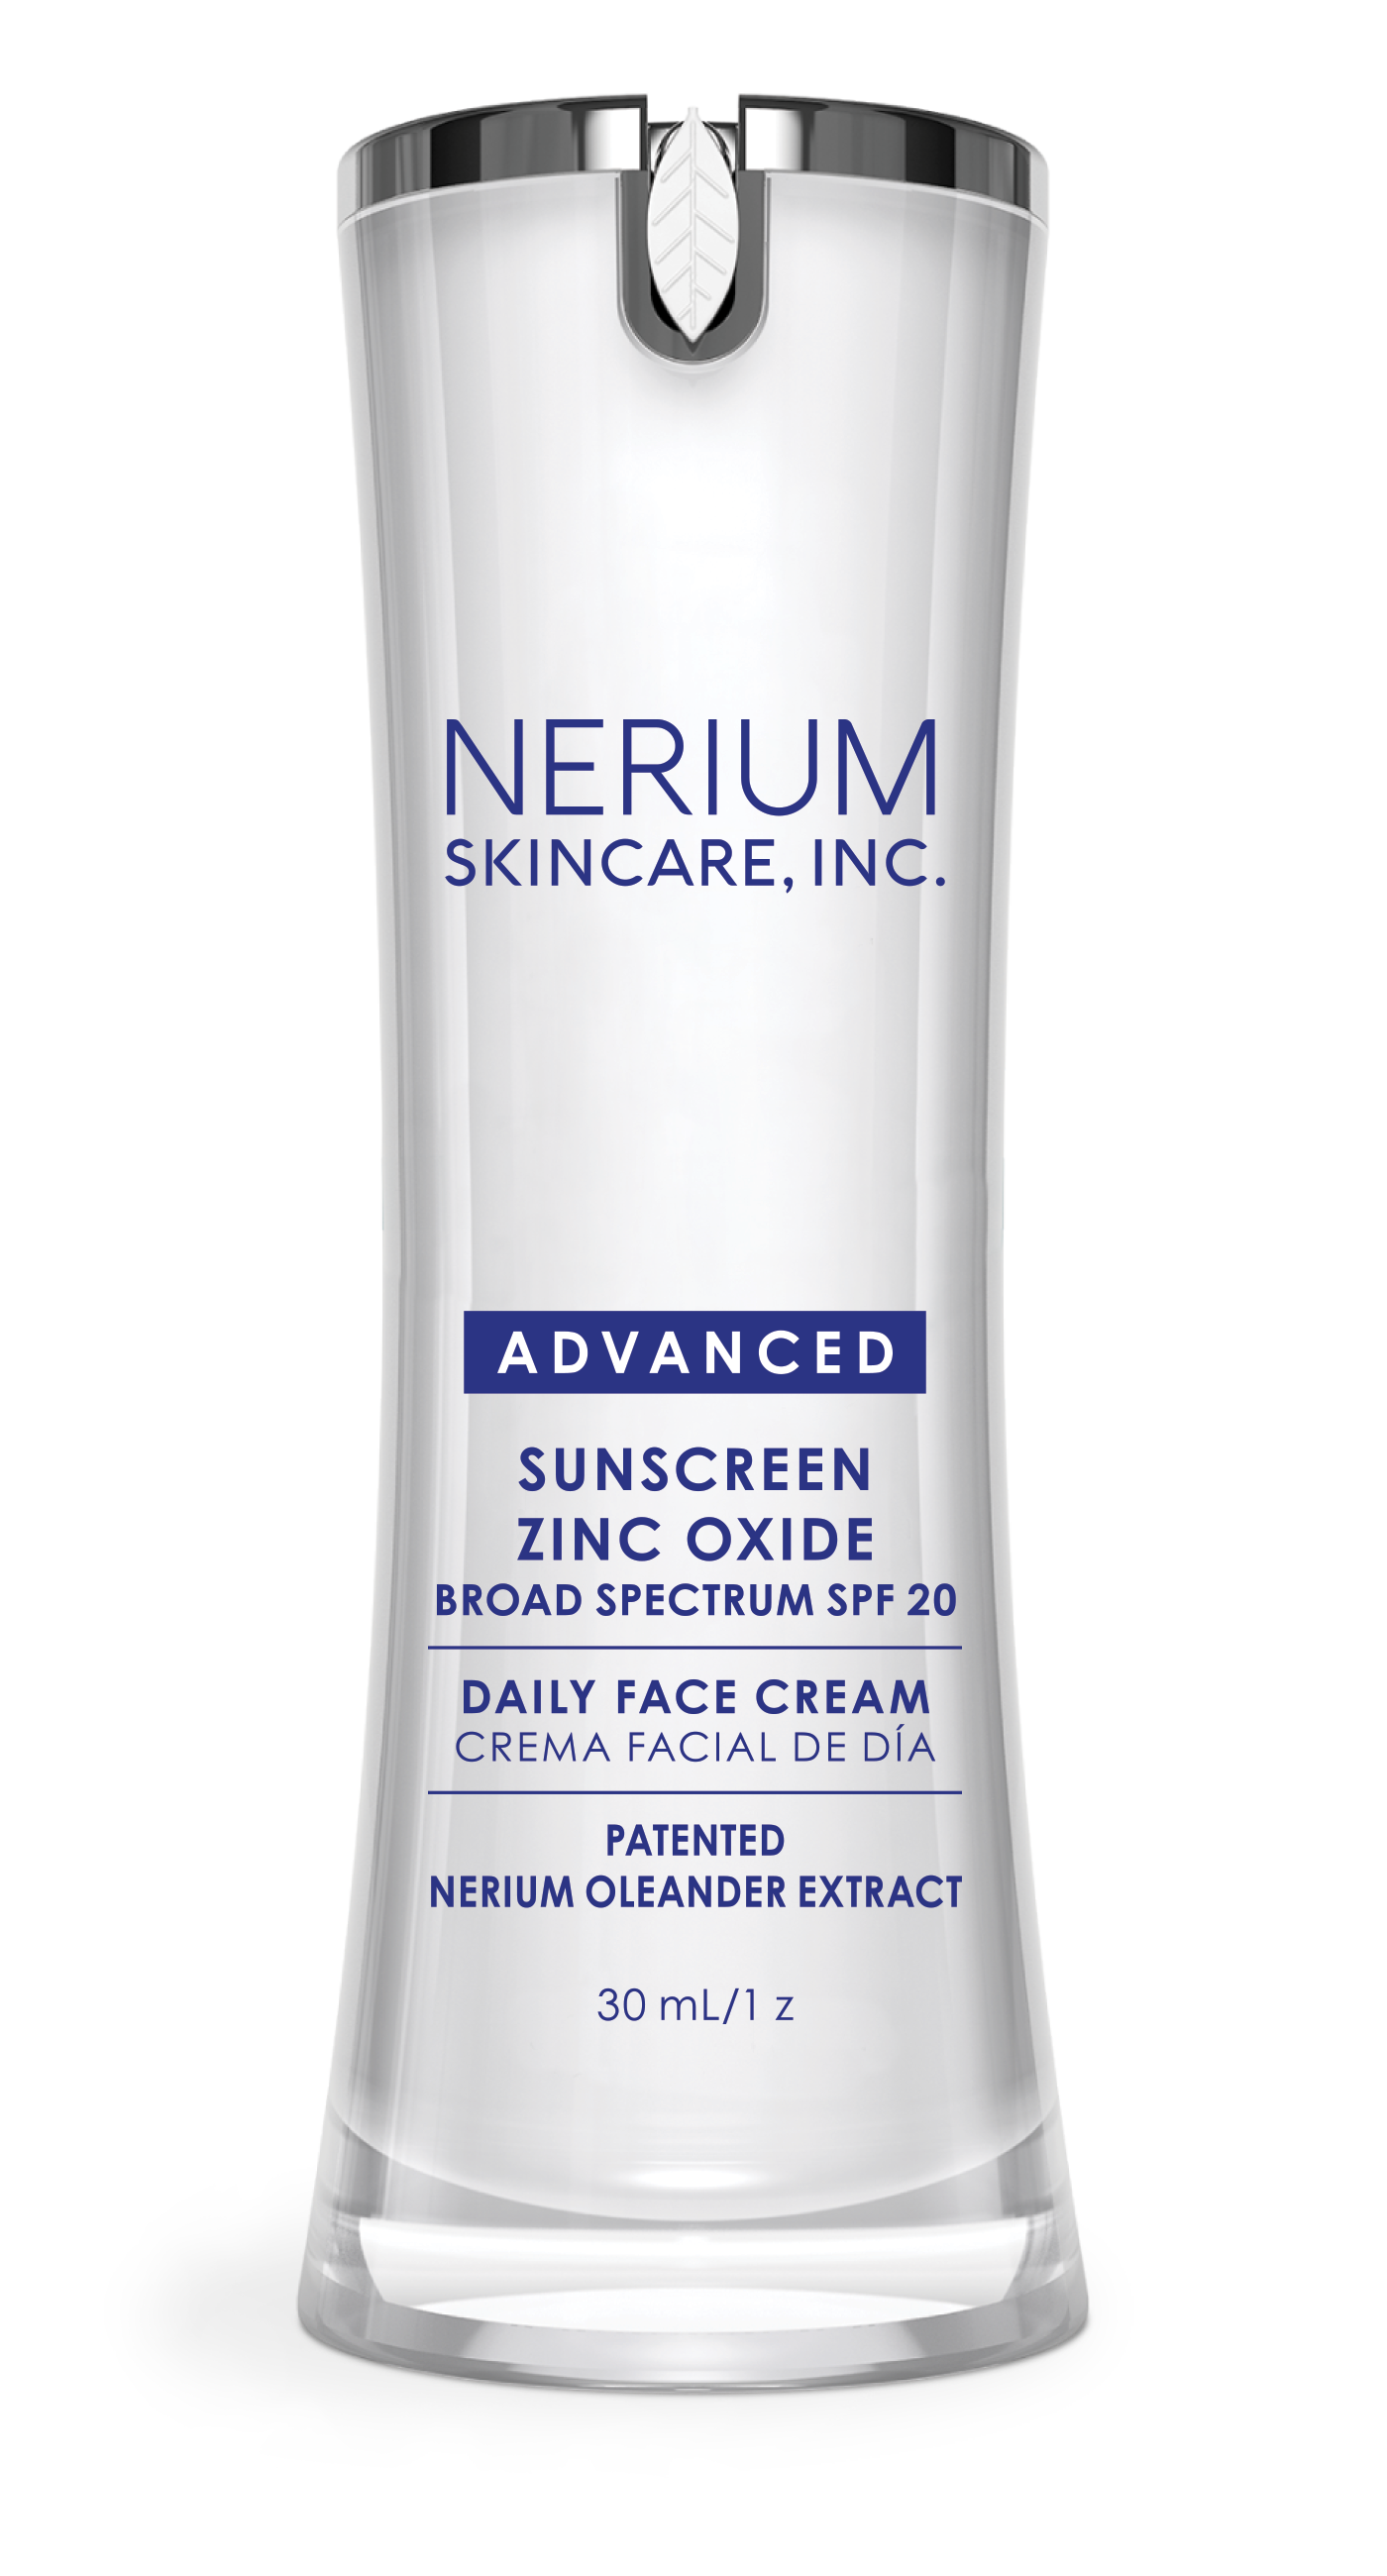 NERIUM
SKINCARE, INC.
ADVANCED
SUNSCREEN
ZINC OXIDE
BROAD SPECTRUM SPF 20
DAILY FACE CREAM
CREMA FACIAL DE DÍA
PATENTED
NERIUM OLEANDER EXTRACT
30 mL/1 z